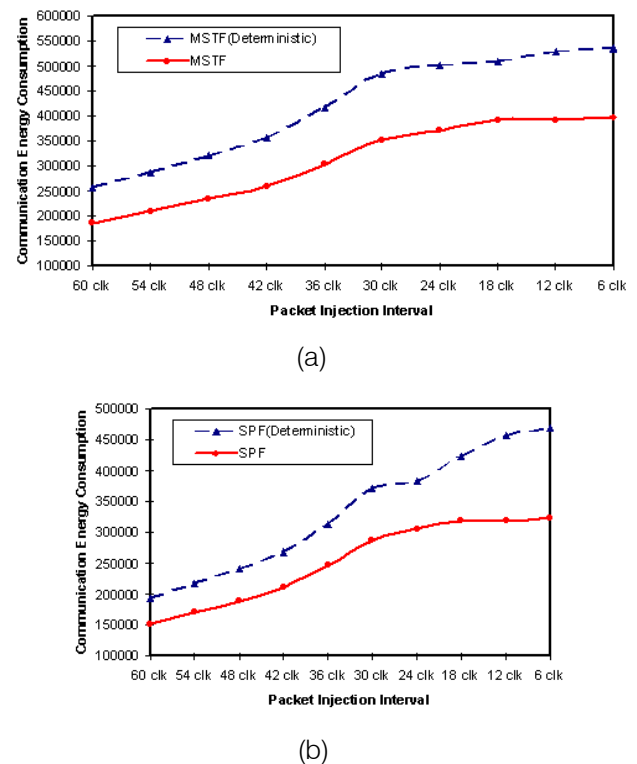 600000
550000
500000
450000
400000
350000
300000
250000
200000
150000
100000
Communication Energy Consumption
MSTF(Deterministic)
MSTF
60 clk 54 clk 48 clk 42 clk 36 clk 30 clk 24 clk 18 clk 12 clk 6 clk
Packet Injection Interval
(a)
500000
450000
400000
350000
300000
250000
200000
150000
100000
Communication Energy Consumption
SPF(Deterministic)
SPF
60 clk 54 clk 48 clk 42 clk 36 clk 30 clk 24 clk 18 clk 12 clk 6 clk
Packet Injection Interval
(b)